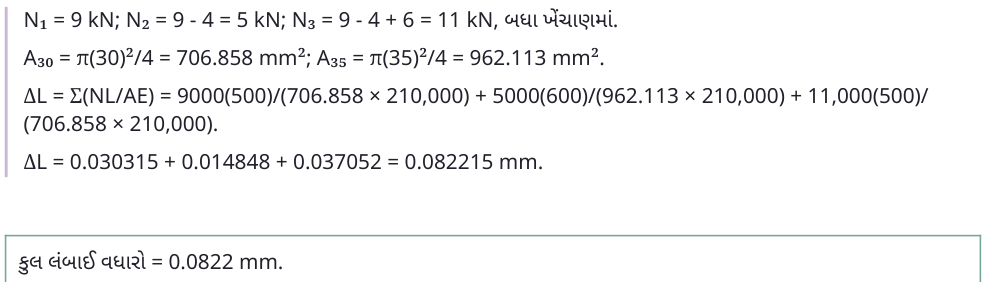 N₁ = 9 kN; N₂ = 9 - 4 = 5 kN; N₃ = 9 - 4 + 6 = 11 kN, બધા ખેંચાણમાં.
A₃₀ = π(30)²/4 = 706.858 mm²; A₃₅ = π(35)²/4 = 962.113 mm².
ΔL = Σ(NL/AE) = 9000(500)/(706.858 × 210,000) + 5000(600)/(962.113 × 210,000) + 11,000(500)/
(706.858 × 210,000).
ΔL = 0.030315 + 0.014848 + 0.037052 = 0.082215 mm.
કુલ લંબાઈ વધારો = 0.0822 mm.